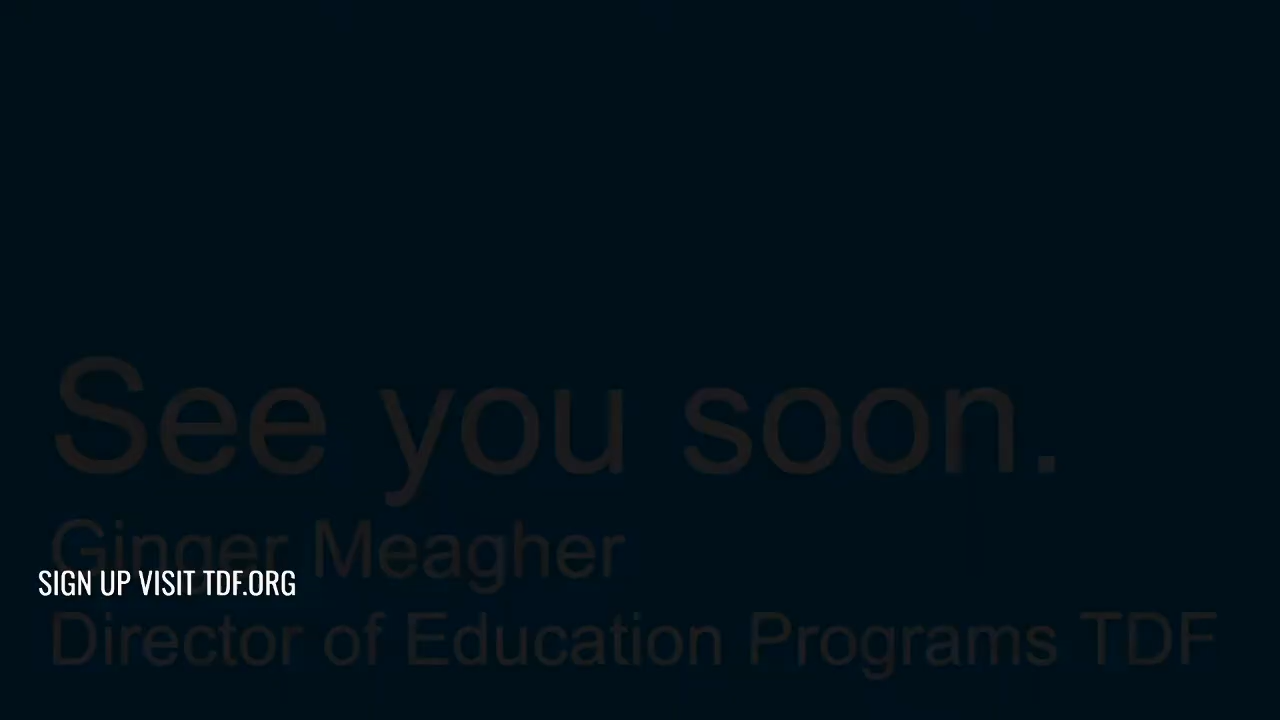 See you soon.
Ginger Meagher
SIGN UP VISIT TDF.ORG
Director of Education Programs TDF